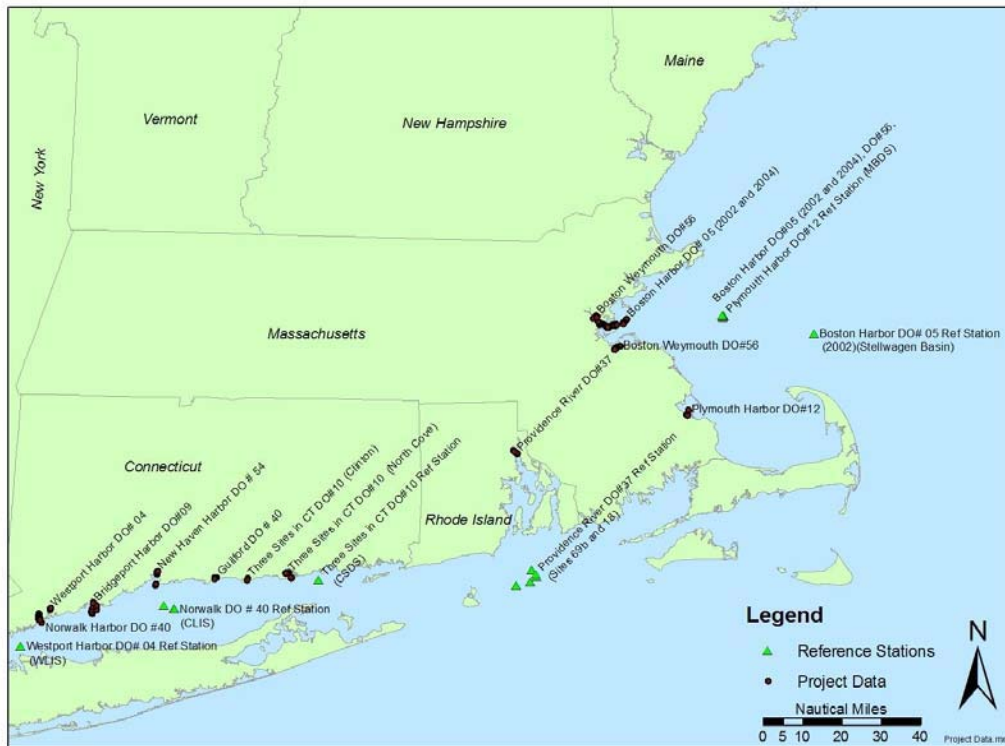 Maine
Vermont
New Hampshire
New York
Boston Weymouth DO#56
Boston Harbor DO# 05 (2002 and 2004)
Boston Harbor DO#05 (2002 and 2004), DO#56,
Plymouth Harbor DO#12 Ref Station (MBDS)
Massachusetts
Boston Harbor DO# 05 Ref Station
(2002)(Stellwagen Basin)
Boston Weymouth DO#56
Providence River DO#37
Plymouth Harbor DO#12
Connecticut
Rhode Island
Westport Harbor DO# 04
Bridgeport Harbor DO#09
New Haven Harbor DO # 54
Guilford DO # 40
Three Sites in CT DO#10 (Clinton)
Three Sites in CT DO#10 (North Cove)
Three Sites in CT DO#10 Ref Station
(CSDS)
Providence River DO#37 Ref Station
(Sites 69b and 18)
Norwalk Harbor DO #40
Norwalk DO # 40 Ref Station
(CLIS)
Westport Harbor DO# 04 Ref Station
(WLIS)
Legend
Reference Stations
Project Data
N
Nautical Miles
0 5 10 20 30 40